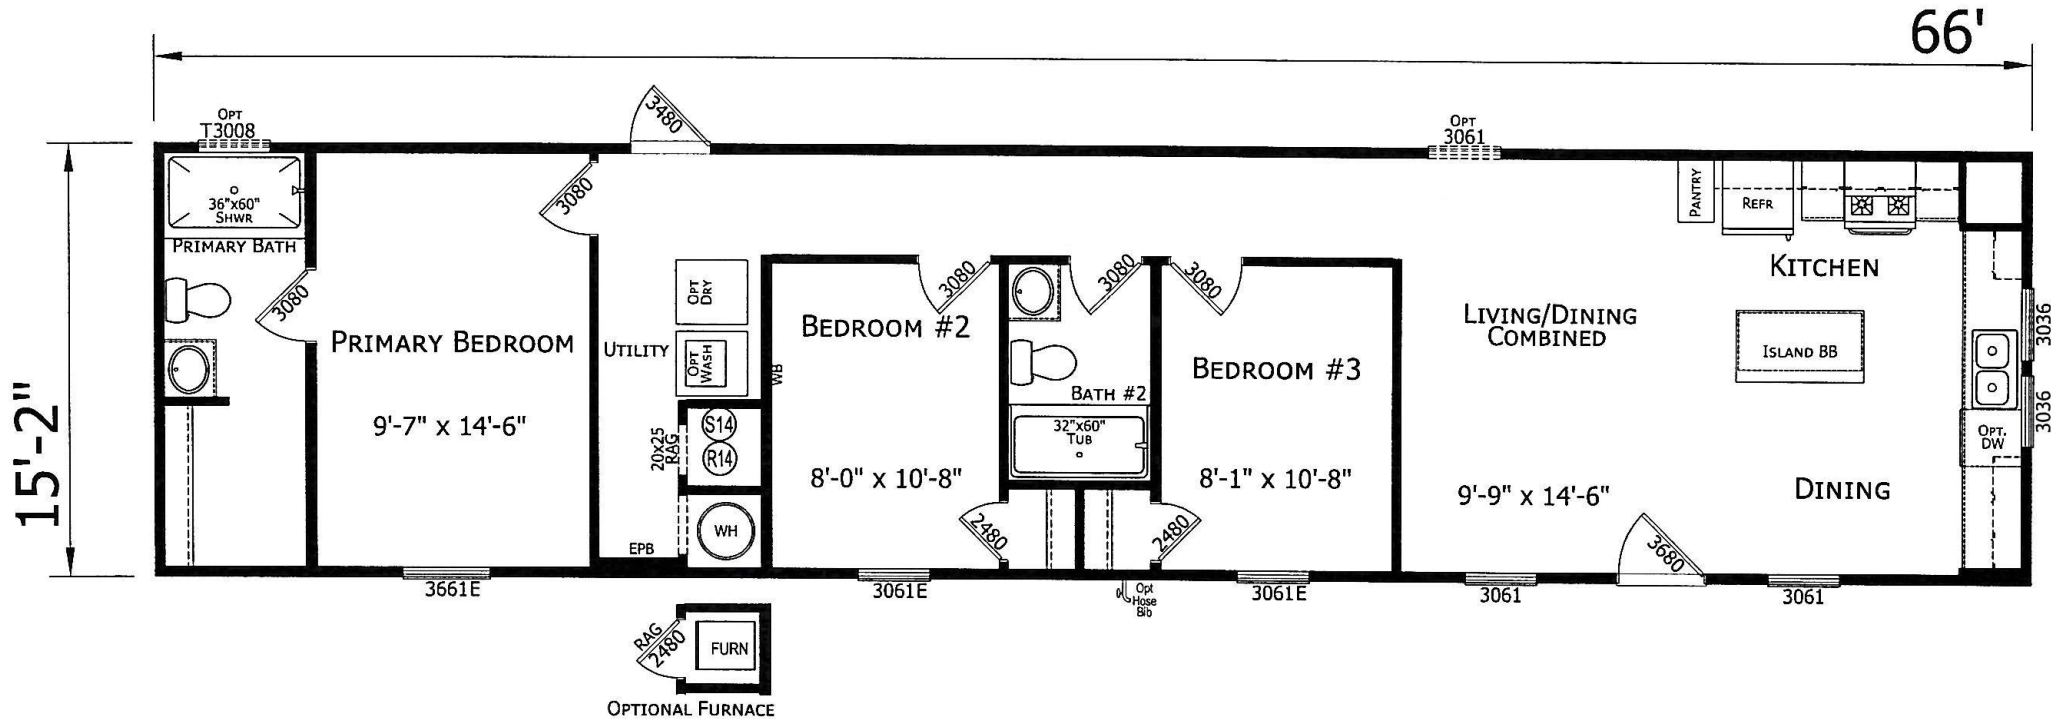 66'
15'-2"
OPT
T3008
3480
OPT
3061
36"x60"
SHWR
PRIMARY BATH
3080
3080
PRIMARY BEDROOM
9'-7" x 14'-6"
3661E
UTILITY
OPT
DRY
OPT
WASH
20x25
RAG
S14
R14
EPB
WH
WB
BEDROOM #2
8'-0" x 10'-8"
3080
2480
3061E
3080
BATH #2
32"x60"
TUB
3080
BEDROOM #3
8'-1" x 10'-8"
2480
3061E
Opt
Hose
Bib
LIVING/DINING
COMBINED
9'-9" x 14'-6"
3061
3680
3061
PANTRY
REFR
KITCHEN
ISLAND BB
DINING
OPT.
DW
3036
3036
RAG
2480
FURN
OPTIONAL FURNACE